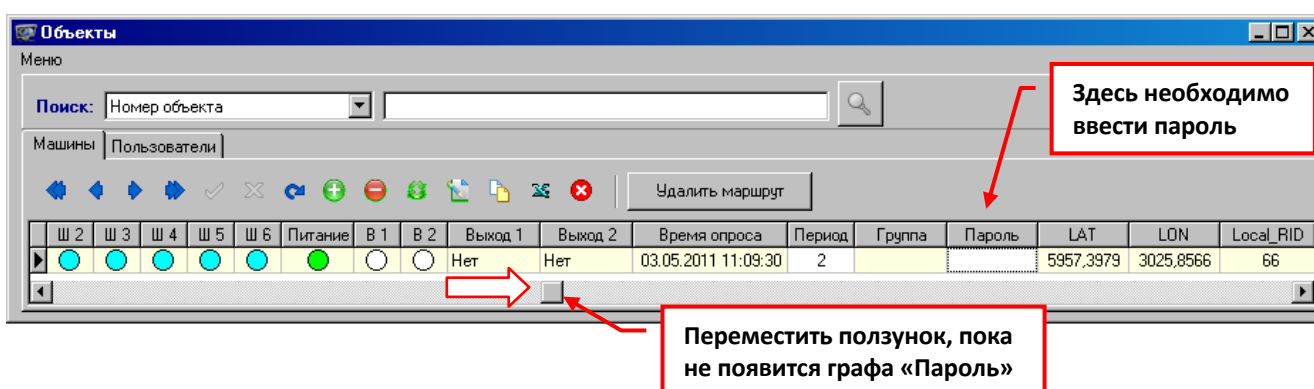 Объекты
Меню
Поиск: Номер объекта
Здесь необходимо
ввести пароль
Машины Пользователи
Удалить маршрут
Ш 2 Ш 3 Ш 4 Ш 5 Ш 6 Питание В 1 В 2 Выход 1 Выход 2 Время опроса Период Группа Пароль LAT LON Local_RID
Нет Нет 03.05.2011 11:09:30 2 5957,3979 3025,8566 66
Переместить ползунок, пока
не появится графа «Пароль»